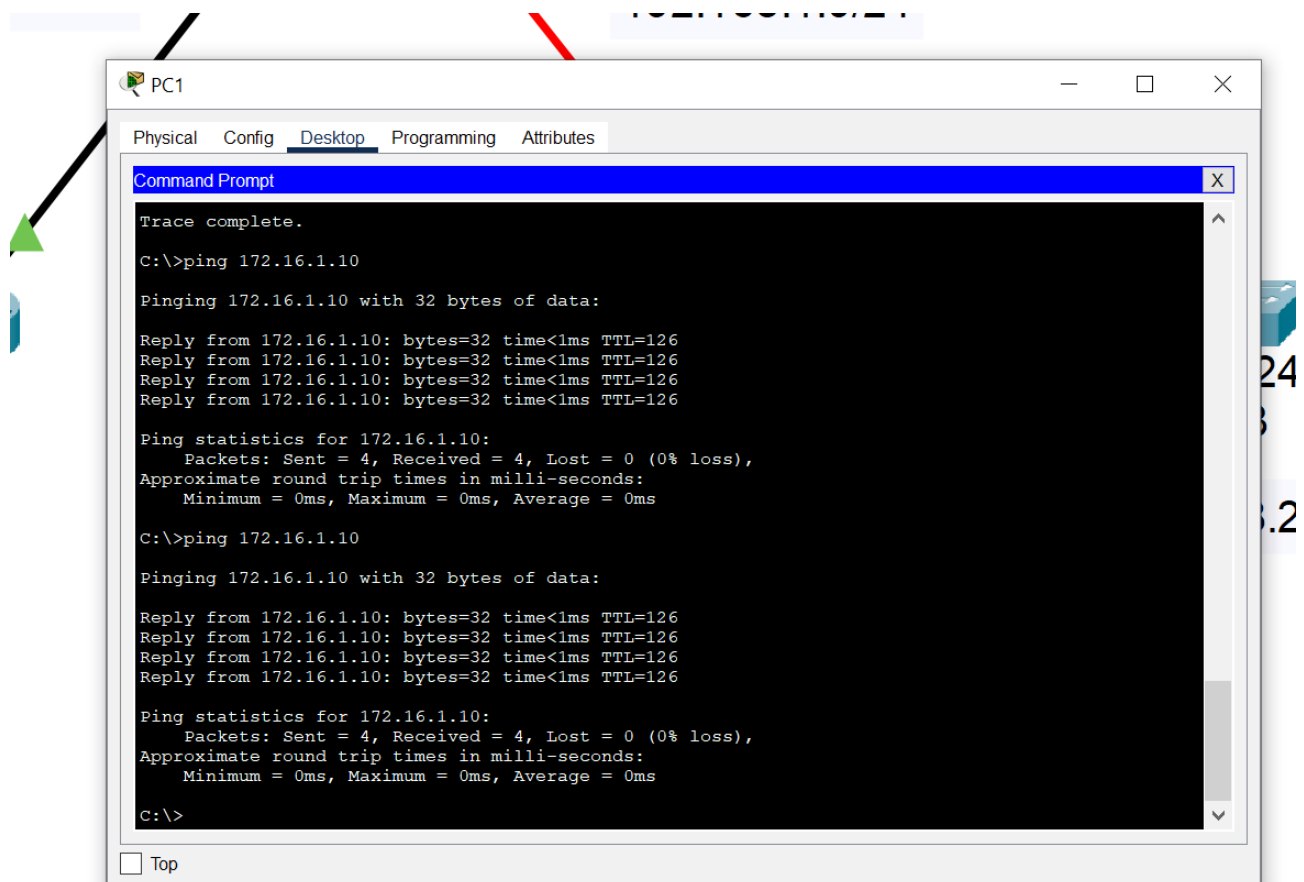 PC1
Physical Config Desktop Programming Attributes
Command Prompt
X
Trace complete.
C:\>ping 172.16.1.10
Pinging 172.16.1.10 with 32 bytes of data:
Reply from 172.16.1.10: bytes=32 time<1ms TTL=126
Reply from 172.16.1.10: bytes=32 time<1ms TTL=126
Reply from 172.16.1.10: bytes=32 time<1ms TTL=126
Reply from 172.16.1.10: bytes=32 time<1ms TTL=126
Ping statistics for 172.16.1.10:
Packets: Sent = 4, Received = 4, Lost = 0 (0% loss),
Approximate round trip times in milli-seconds:
Minimum = 0ms, Maximum = 0ms, Average = 0ms
C:\>ping 172.16.1.10
Pinging 172.16.1.10 with 32 bytes of data:
Reply from 172.16.1.10: bytes=32 time<1ms TTL=126
Reply from 172.16.1.10: bytes=32 time<1ms TTL=126
Reply from 172.16.1.10: bytes=32 time<1ms TTL=126
Reply from 172.16.1.10: bytes=32 time<1ms TTL=126
Ping statistics for 172.16.1.10:
Packets: Sent = 4, Received = 4, Lost = 0 (0% loss),
Approximate round trip times in milli-seconds:
Minimum = 0ms, Maximum = 0ms, Average = 0ms
C:\>
Top
24
.2